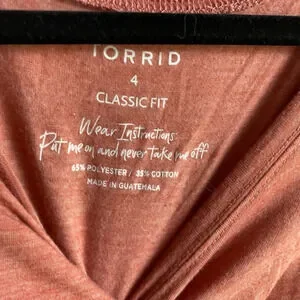 TORRID
4
CLASSIC FIT
Wear Instructions:
Put me on and never take me off
65% POLYESTER / 35% COTTON
MADE IN GUATEMALA